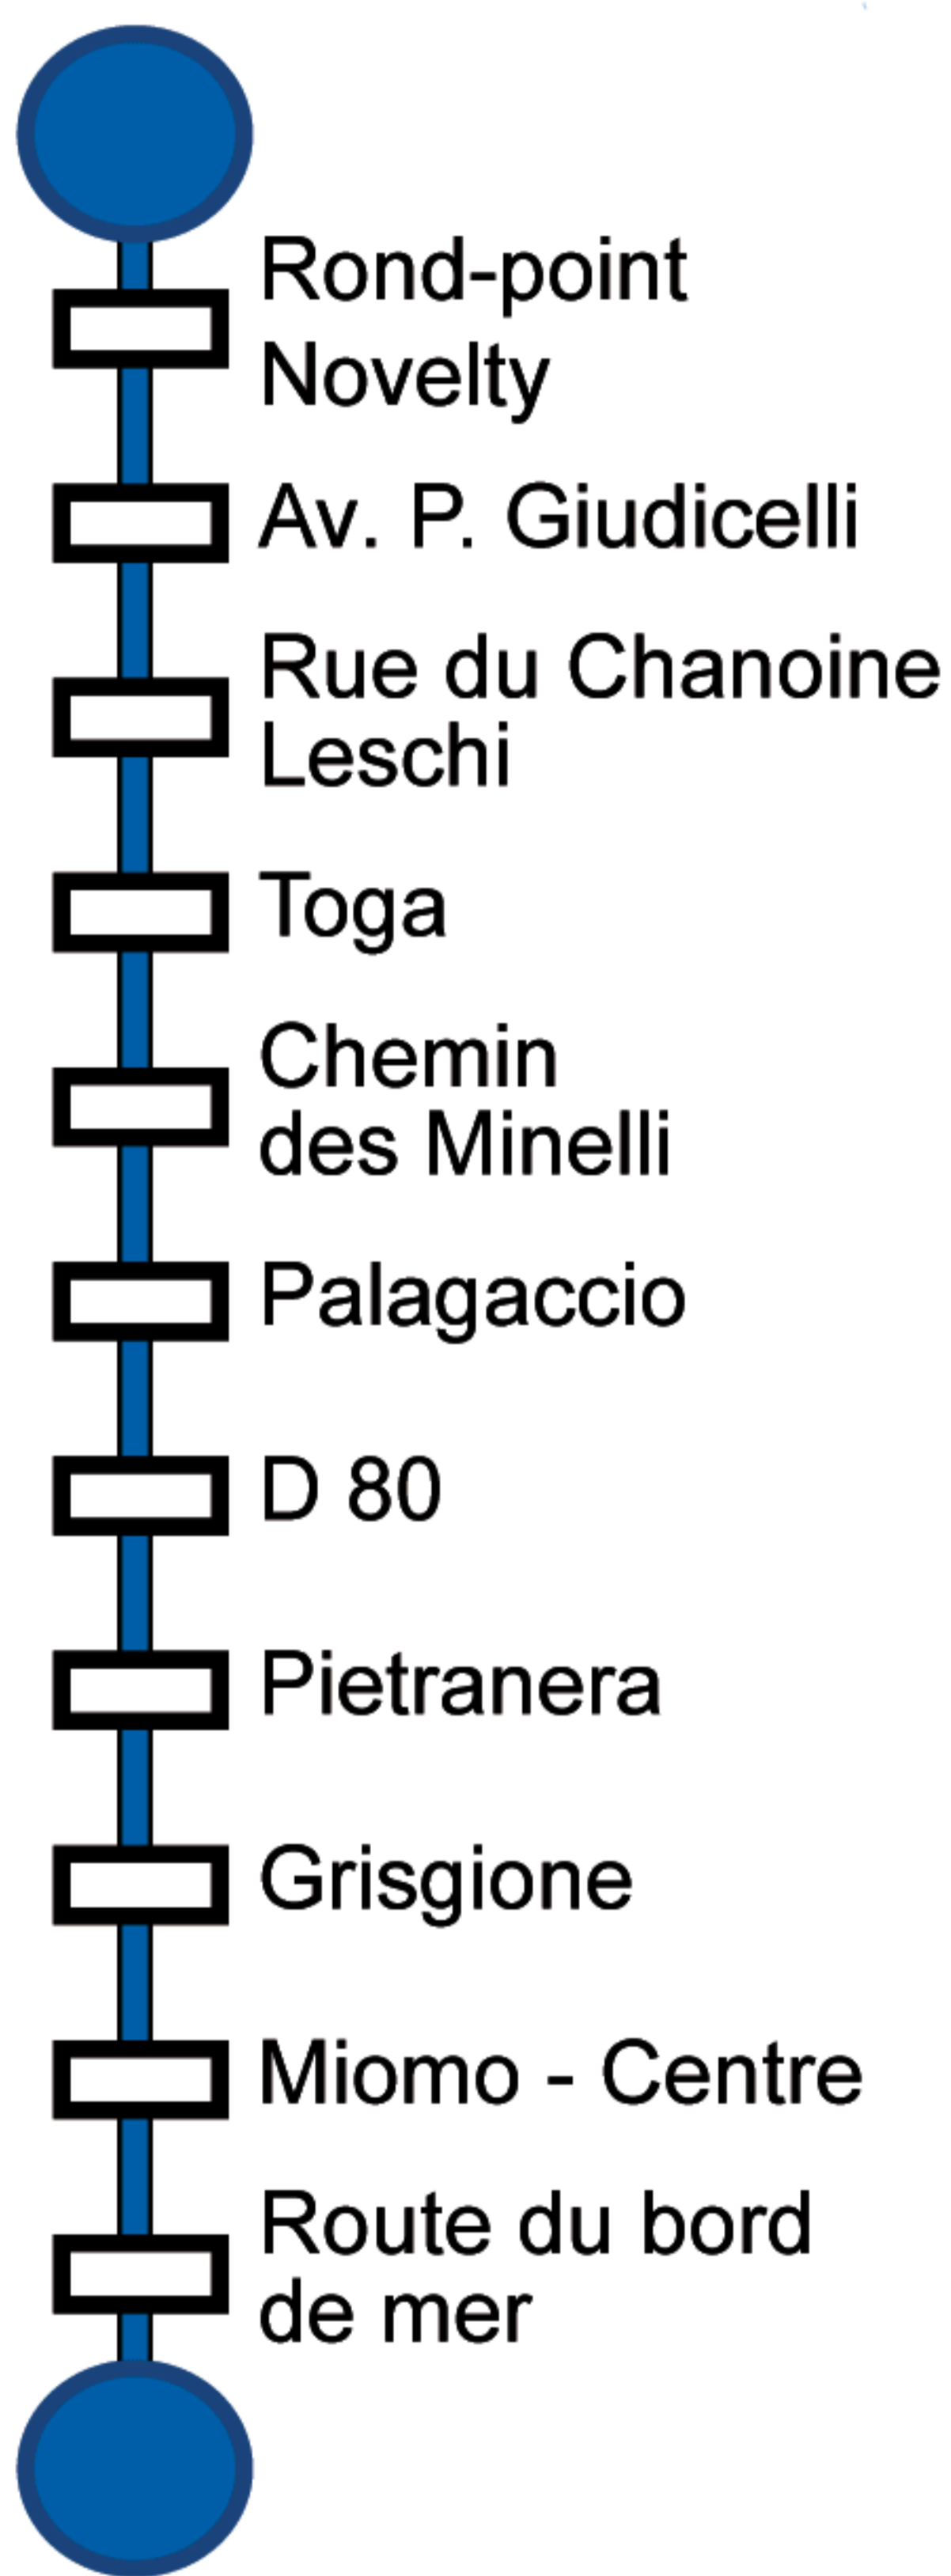 Rond-point
Novelty
Av. P. Giudicelli
Rue du Chanoine
Leschi
Toga
Chemin
des Minelli
Palagaccio
D 80
Pietranera
Grisgione
Miomo - Centre
Route du bord
de mer